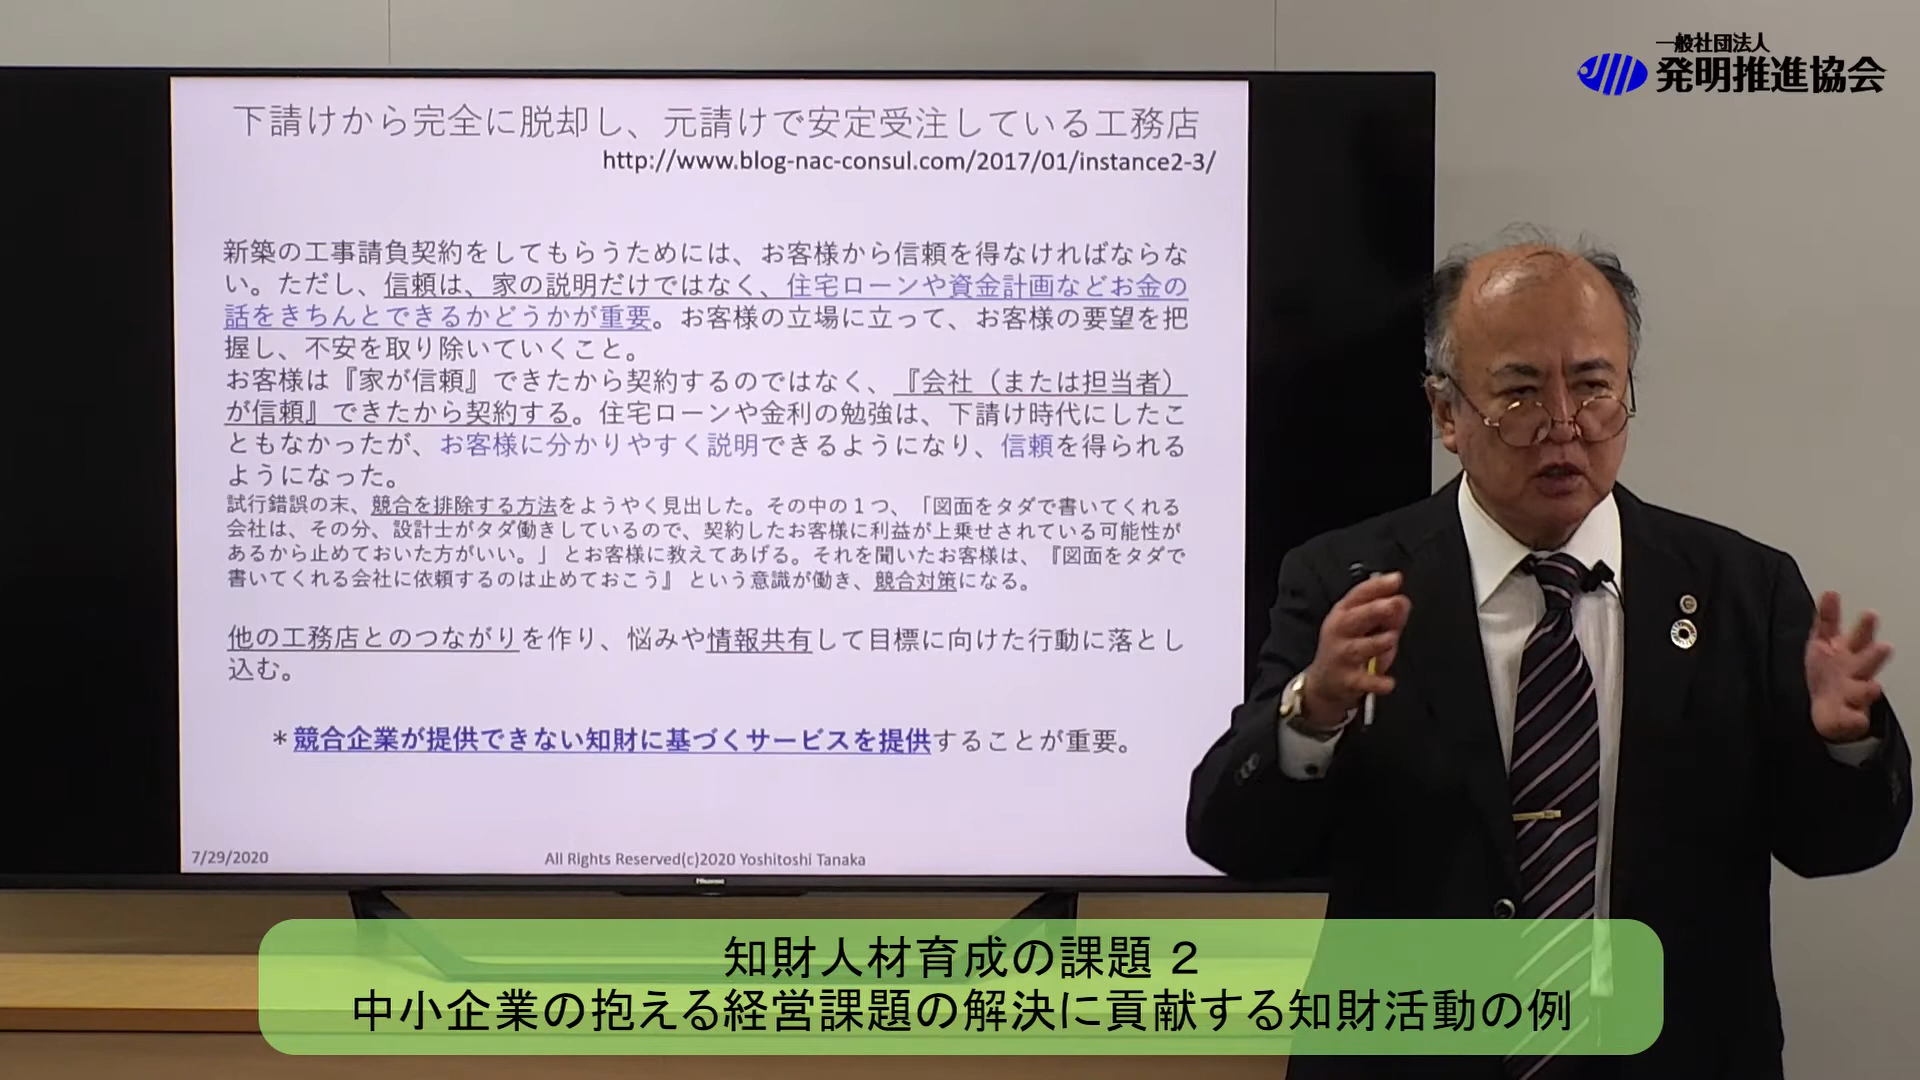 一般社団法人
発明推進協会
下請けから完全に脱却し、元請けで安定受注している工務店
http://www.blog-nac-consul.com/2017/01/instance2-3/
新築の工事請負契約をしてもらうためには、お客様から信頼を得なければならな
い。ただし、信頼は、家の説明だけではなく、住宅ローンや資金計画などお金の
話をきちんとできるかどうかが重要。お客様の立場に立って、お客様の要望を把
握し、不安を取り除いていくこと。
お客様は『家が信頼』できたから契約するのではなく、『会社（または担当者）
が信頼』できたから契約する。住宅ローンや金利の勉強は、下請け時代にしたこ
ともなかったが、お客様に分かりやすく説明できるようになり、信頼を得られる
ようになった。
試行錯誤の末、競合を排除する方法をようやく見出した。その中の１つ、「図面をタダで書いてくれる
会社は、その分、設計士がタダ働きしているので、契約したお客様に利益が上乗せされている可能性が
あるから止めておいた方がいい。」とお客様に教えてあげる。それを聞いたお客様は、『図面をタダで
書いてくれる会社に依頼するのは止めておこう』という意識が働き、競合対策になる。
他の工務店とのつながりを作り、悩みや情報共有して目標に向けた行動に落とし
込む。
＊競合企業が提供できない知財に基づくサービスを提供することが重要。
7/29/2020
All Rights Reserved(c)2020 Yoshitoshi Tanaka
Hisense
知財人材育成の課題 ２
中小企業の抱える経営課題の解決に貢献する知財活動の例